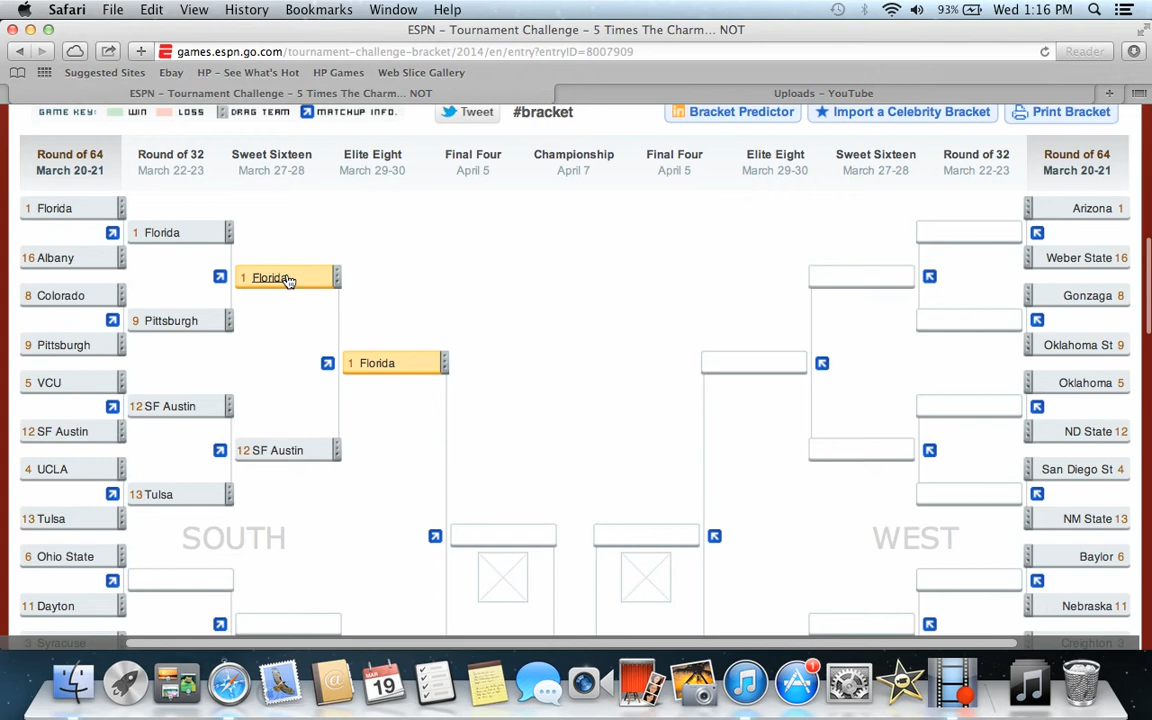 Safari File Edit View History Bookmarks Window Help 93% Wed 1:16 PM
ESPN – Tournament Challenge – 5 Times The Charm... NOT
games.espn.go.com/tournament-challenge-bracket/2014/en/entry?entryID=8007909 Reader
Suggested Sites Ebay HP – See What's Hot HP Games Web Slice Gallery
ESPN – Tournament Challenge – 5 Times The Charm... NOT Uploads – YouTube
GAME KEY: WIN LOSS DRAG TEAM MATCHUP INFO. Tweet #bracket Bracket Predictor Import a Celebrity Bracket Print Bracket
Round of 64 Round of 32 Sweet Sixteen Elite Eight Final Four Championship Final Four Elite Eight Sweet Sixteen Round of 32 Round of 64
March 20-21 March 22-23 March 27-28 March 29-30 April 5 April 7 April 5 March 29-30 March 27-28 March 22-23 March 20-21
1 Florida Arizona 1
1 Florida
16 Albany Weber State 16
1 Florida
8 Colorado Gonzaga 8
9 Pittsburgh
9 Pittsburgh Oklahoma St 9
1 Florida
5 VCU Oklahoma 5
12 SF Austin
12 SF Austin ND State 12
12 SF Austin
4 UCLA San Diego St 4
13 Tulsa
13 Tulsa NM State 13
SOUTH WEST
6 Ohio State Baylor 6
11 Dayton Nebraska 11
3 Syracuse Creighton 3
MAR
19
1